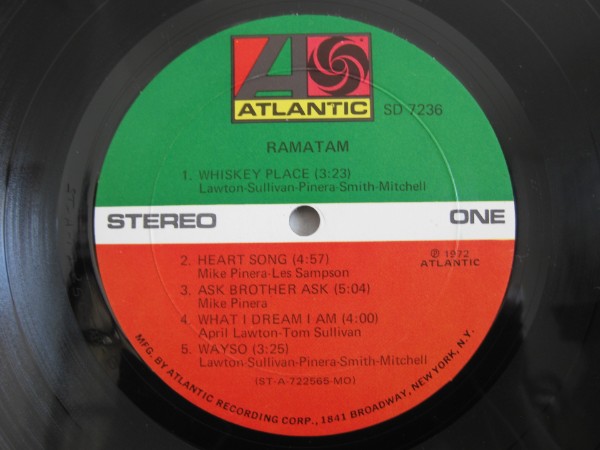 ATLANTIC
SD 7236
RAMATAM
1. WHISKEY PLACE (3:23)
Lawton-Sullivan-Pinera-Smith-Mitchell
STEREO ONE
2. HEART SONG (4:57)
Mike Pinera-Les Sampson
℗ 1972
ATLANTIC
3. ASK BROTHER ASK (5:04)
Mike Pinera
4. WHAT I DREAM I AM (4:00)
April Lawton-Tom Sullivan
5. WAYSO (3:25)
Lawton-Sullivan-Pinera-Smith-Mitchell
(ST-A-722565-MO)
MFG. BY ATLANTIC RECORDING CORP., 1841 BROADWAY, NEW YORK, N.Y.